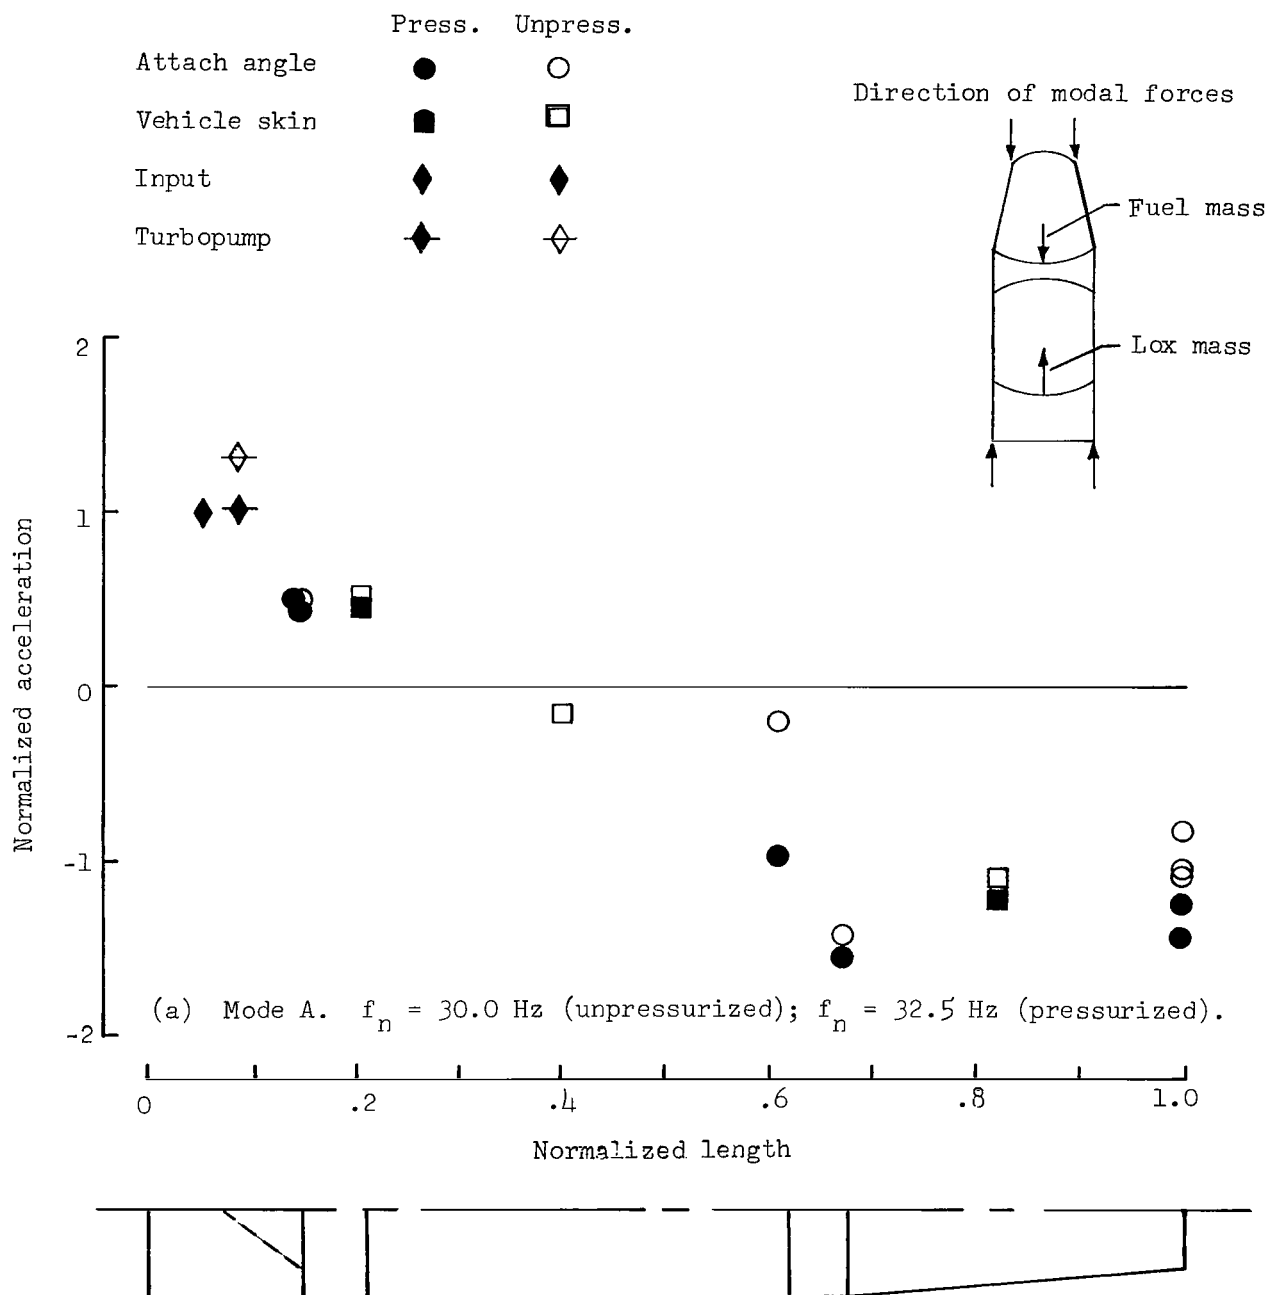 Press. Unpress.
Attach angle
Vehicle skin
Input
Turbopump
Direction of modal forces
Fuel mass
Lox mass
2
1
0
-1
-2
Normalized acceleration
(a) Mode A. fn = 30.0 Hz (unpressurized); fn = 32.5 Hz (pressurized).
0 .2 .4 .6 .8 1.0
Normalized length